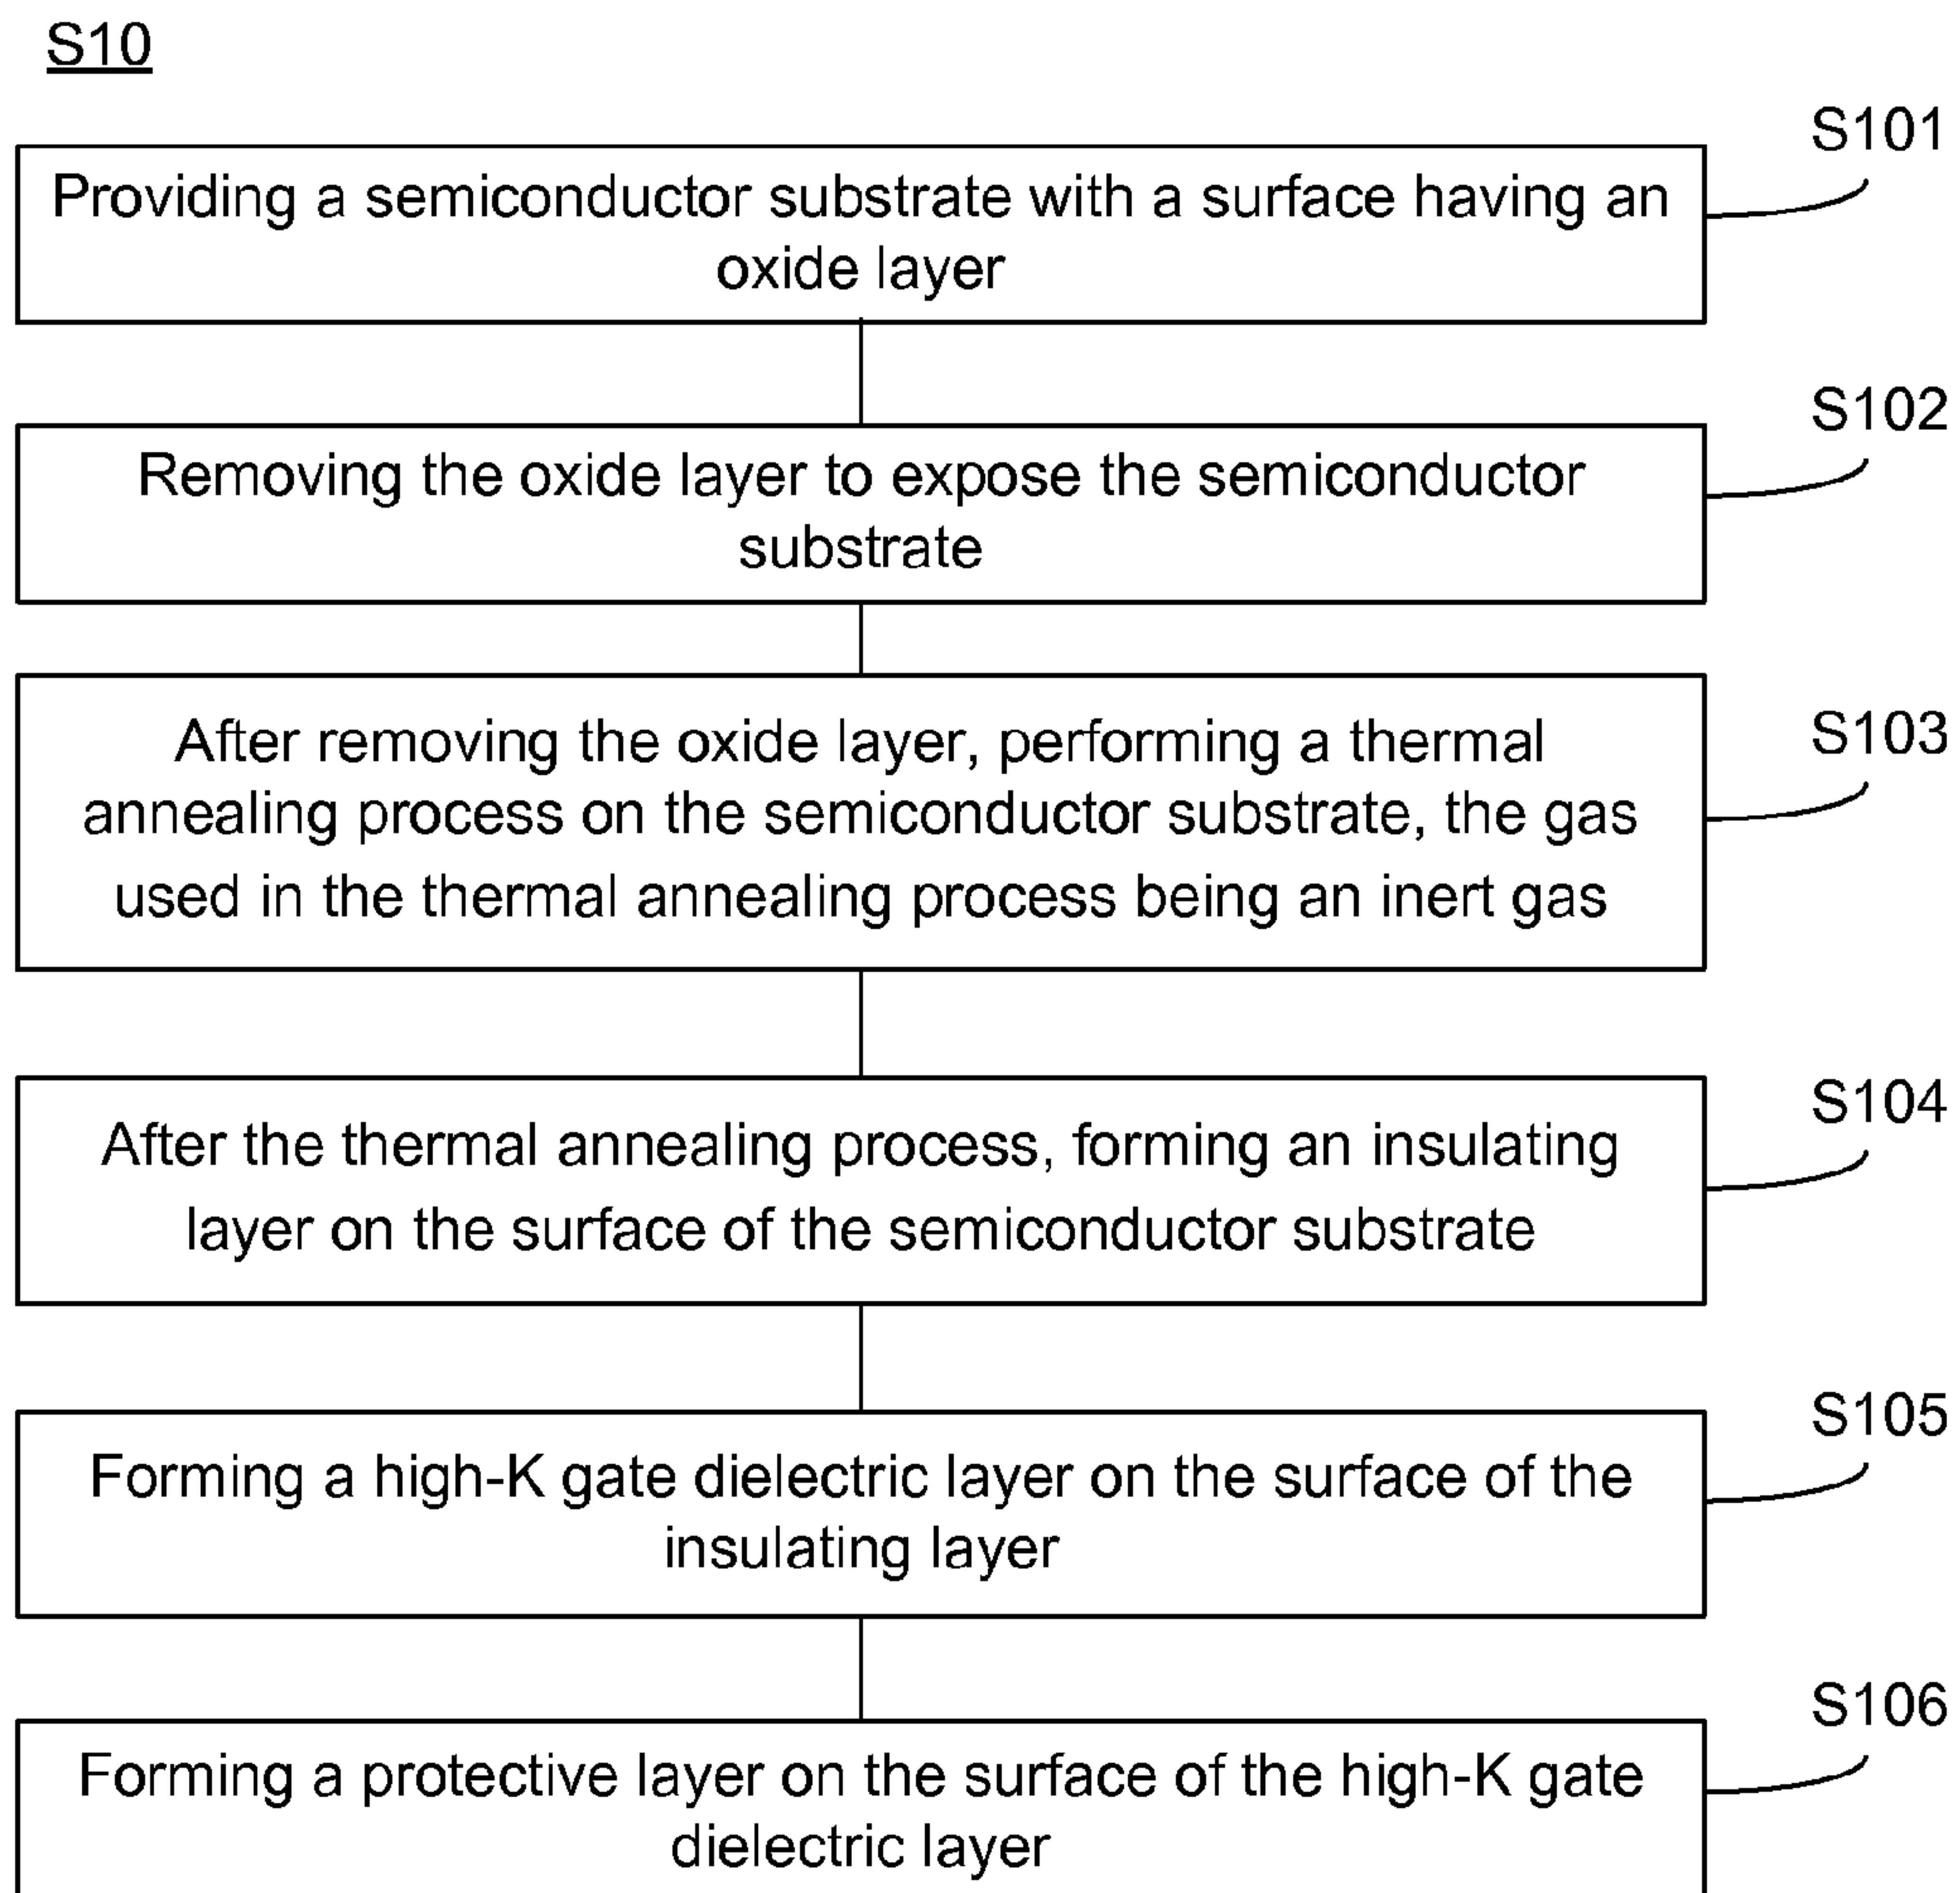 S10
S101
Providing a semiconductor substrate with a surface having an
oxide layer
S102
Removing the oxide layer to expose the semiconductor
substrate
S103
After removing the oxide layer, performing a thermal
annealing process on the semiconductor substrate, the gas
used in the thermal annealing process being an inert gas
S104
After the thermal annealing process, forming an insulating
layer on the surface of the semiconductor substrate
S105
Forming a high-K gate dielectric layer on the surface of the
insulating layer
S106
Forming a protective layer on the surface of the high-K gate
dielectric layer